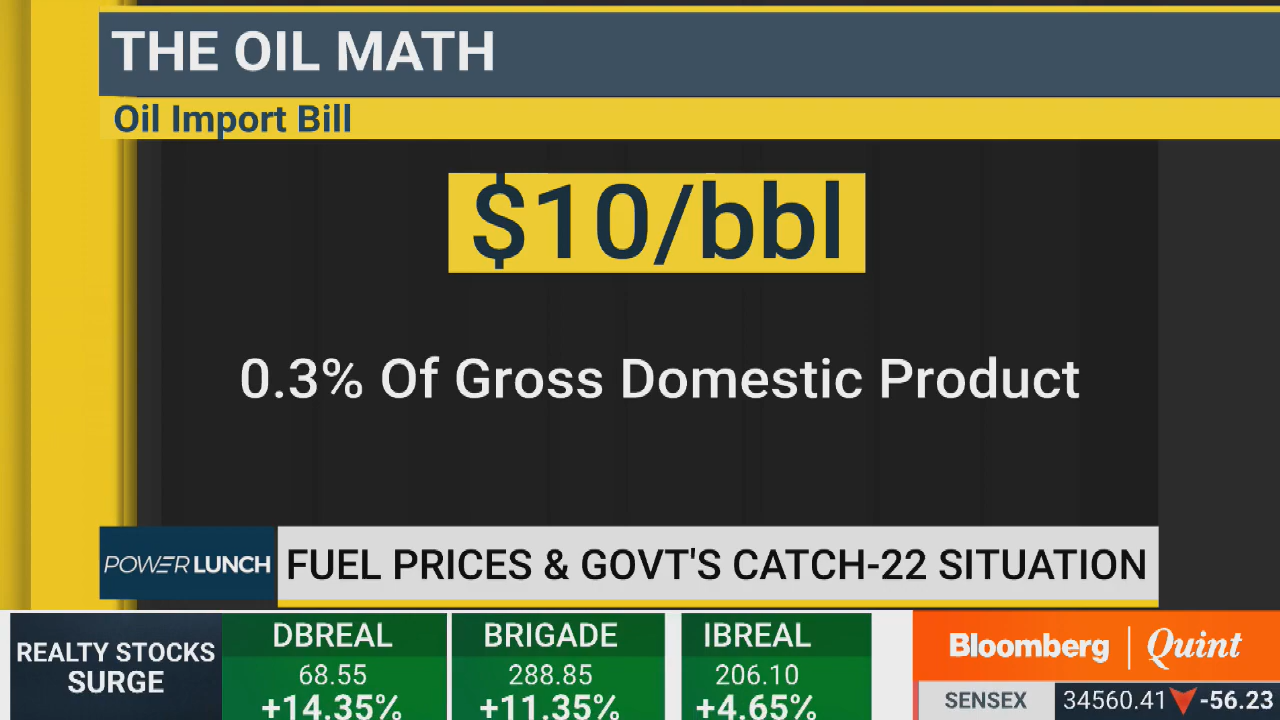 THE OIL MATH
Oil Import Bill
$10/bbl
0.3% Of Gross Domestic Product
POWER LUNCH FUEL PRICES & GOVT'S CATCH-22 SITUATION
REALTY STOCKS
SURGE
DBREAL
68.55
+14.35%
BRIGADE
288.85
+11.35%
IBREAL
206.10
+4.65%
Bloomberg | Quint
SENSEX 34560.41 -56.23